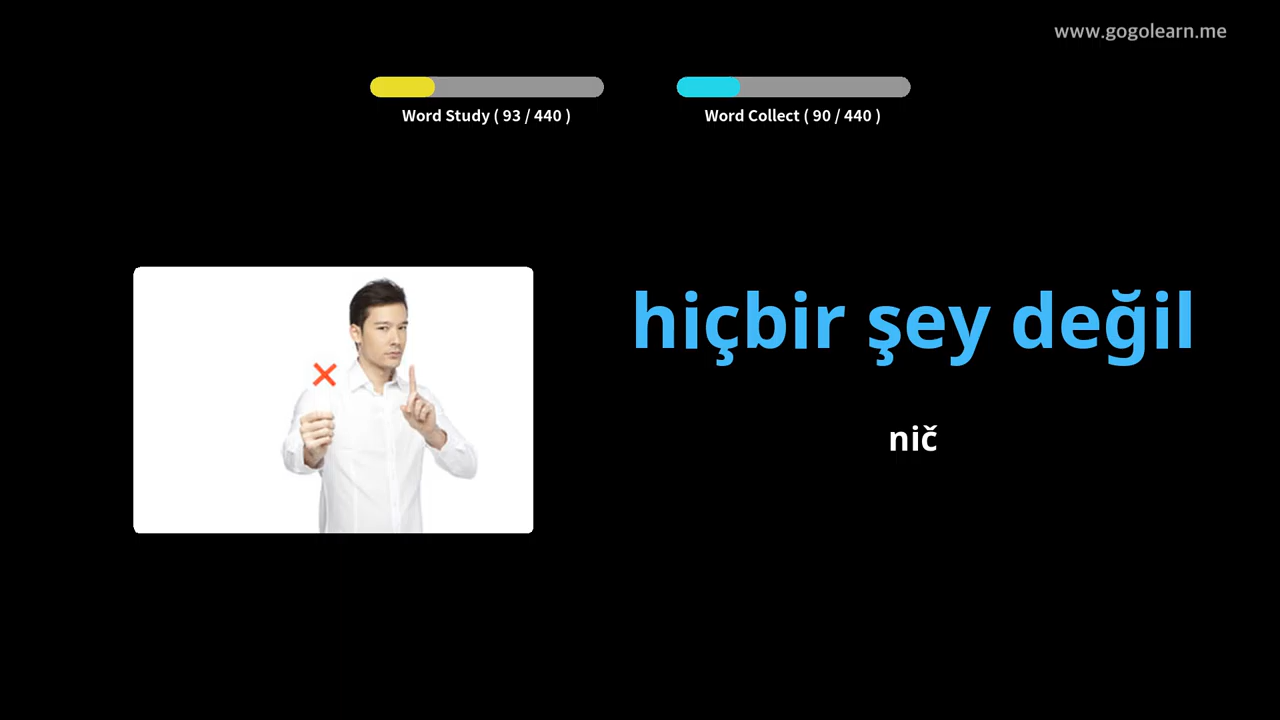 www.gogolearn.me
Word Study ( 93 / 440 )
Word Collect ( 90 / 440 )
hiçbir şey değil
nič